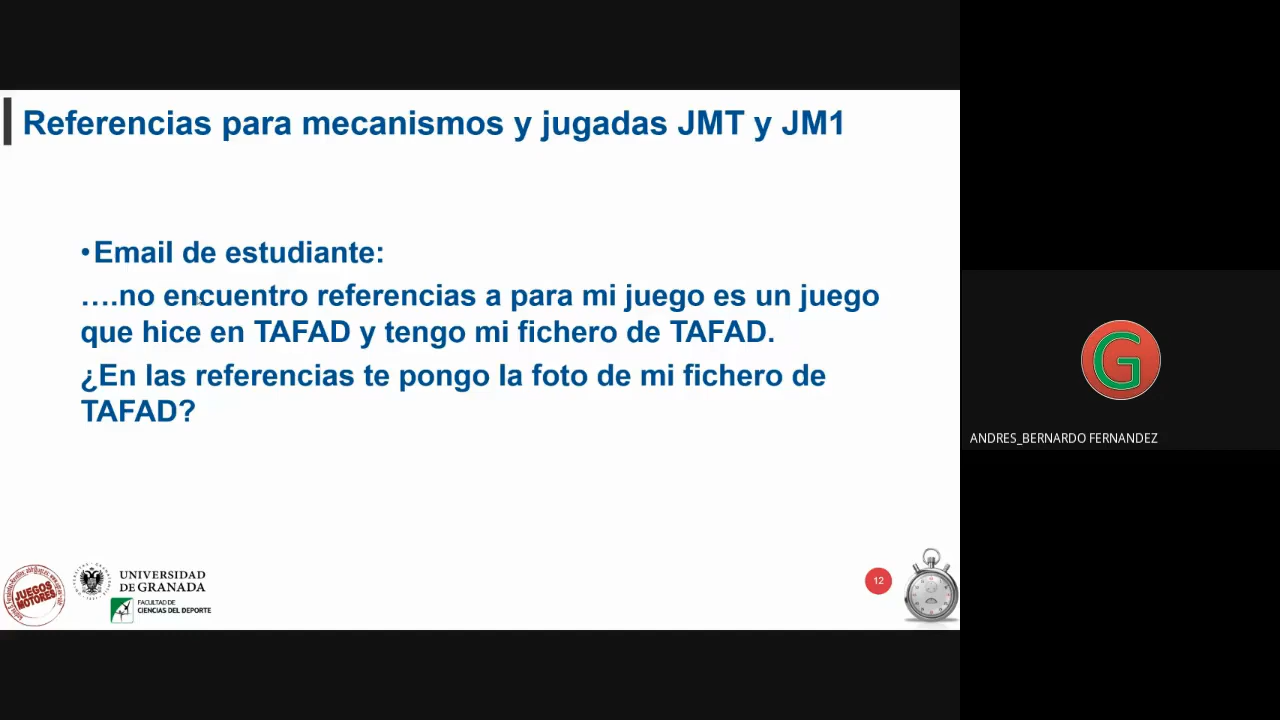 Referencias para mecanismos y jugadas JMT y JM1
•Email de estudiante:
….no encuentro referencias a para mi juego es un juego
que hice en TAFAD y tengo mi fichero de TAFAD.
¿En las referencias te pongo la foto de mi fichero de
TAFAD?
G
ANDRES_BERNARDO FERNANDEZ
JUEGOS
MOTORES
UNIVERSIDAD
DE GRANADA
FACULTAD DE
CIENCIAS DEL DEPORTE
12